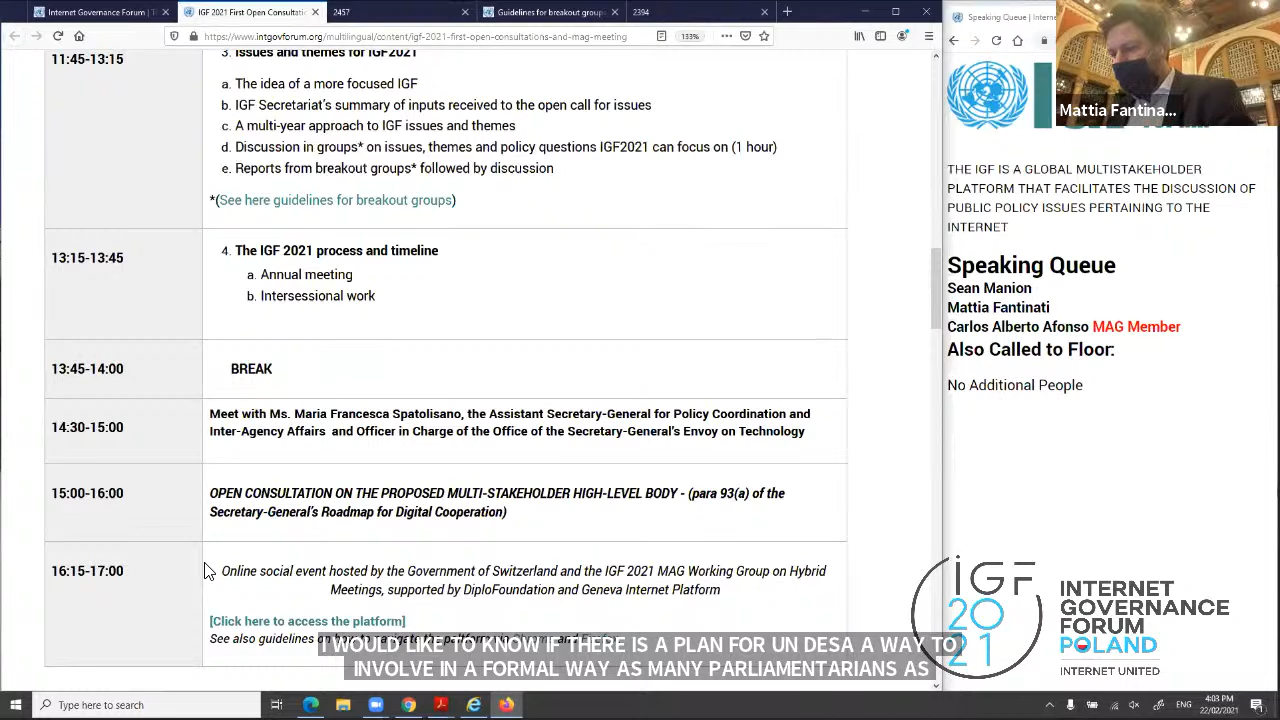 Internet Governance Forum | T
IGF 2021 First Open Consultatio
2457
Guidelines for breakout groups
2394
https://www.intgovforum.org/multilingual/content/igf-2021-first-open-consultations-and-mag-meeting
133%
11:45-13:15
3. Issues and themes for IGF2021
a. The idea of a more focused IGF
b. IGF Secretariat's summary of inputs received to the open call for issues
c. A multi-year approach to IGF issues and themes
d. Discussion in groups* on issues, themes and policy questions IGF2021 can focus on (1 hour)
e. Reports from breakout groups* followed by discussion
*(See here guidelines for breakout groups)
13:15-13:45
4. The IGF 2021 process and timeline
a. Annual meeting
b. Intersessional work
13:45-14:00
BREAK
14:30-15:00
Meet with Ms. Maria Francesca Spatolisano, the Assistant Secretary-General for Policy Coordination and
Inter-Agency Affairs and Officer in Charge of the Office of the Secretary-General's Envoy on Technology
15:00-16:00
OPEN CONSULTATION ON THE PROPOSED MULTI-STAKEHOLDER HIGH-LEVEL BODY - (para 93(a) of the
Secretary-General's Roadmap for Digital Cooperation)
16:15-17:00
Online social event hosted by the Government of Switzerland and the IGF 2021 MAG Working Group on Hybrid
Meetings, supported by DiploFoundation and Geneva Internet Platform
[Click here to access the platform]
See also guidelines on how to navigate the platform
I WOULD LIKE TO KNOW IF THERE IS A PLAN FOR UN DESA A WAY TO
INVOLVE IN A FORMAL WAY AS MANY PARLIAMENTARIANS AS
Speaking Queue | Internet
Mattia Fantina...
THE IGF IS A GLOBAL MULTISTAKEHOLDER
PLATFORM THAT FACILITATES THE DISCUSSION OF
PUBLIC POLICY ISSUES PERTAINING TO THE
INTERNET
Speaking Queue
Sean Manion
Mattia Fantinati
Carlos Alberto Afonso MAG Member
Also Called to Floor:
No Additional People
IGF
20
21
INTERNET
GOVERNANCE
FORUM
POLAND
INTERNET UNITED
Type here to search
ENG
4:03 PM
22/02/2021